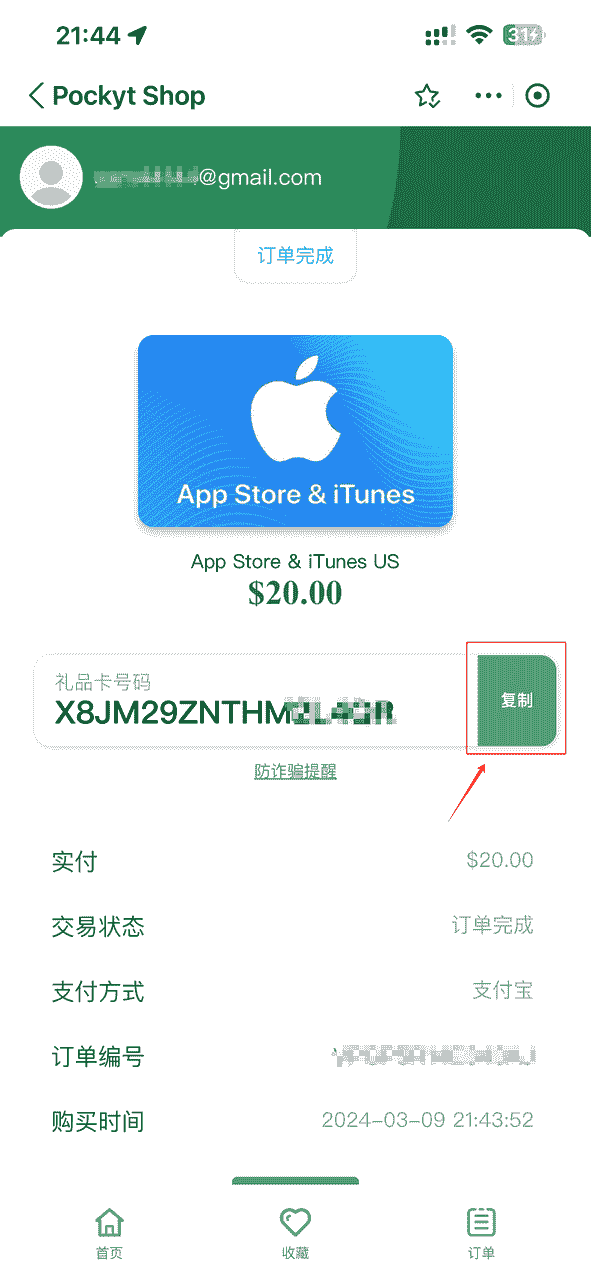 21:44
31
Pockyt Shop
@gmail.com
订单完成
App Store & iTunes
App Store & iTunes US
$20.00
礼品卡号码
X8JM29ZNTHM
复制
防诈骗提醒
实付 $20.00
交易状态 订单完成
支付方式 支付宝
订单编号
购买时间 2024-03-09 21:43:52
首页 收藏 订单